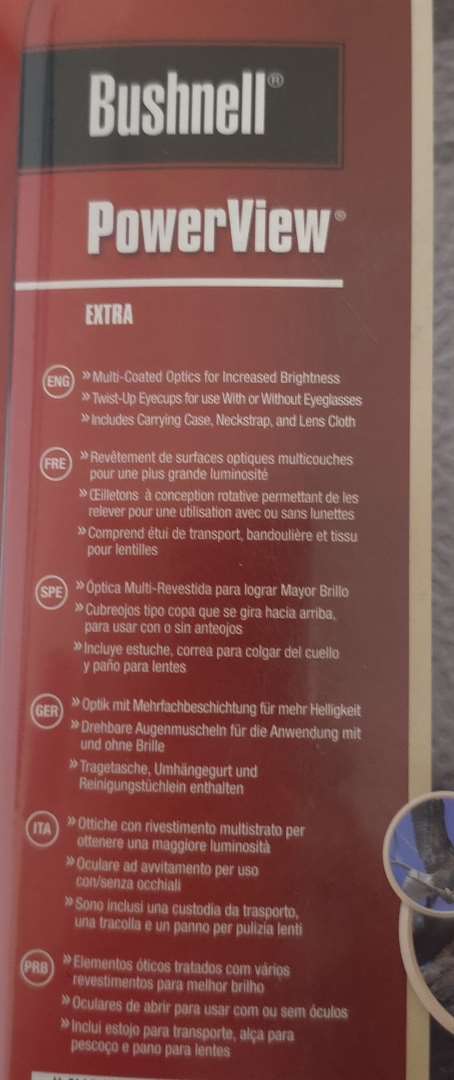 Bushnell®
PowerView®
EXTRA
ENG
» Multi-Coated Optics for Increased Brightness
» Twist-Up Eyecups for use With or Without Eyeglasses
» Includes Carrying Case, Neckstrap, and Lens Cloth
FRE
» Revêtement de surfaces optiques multicouches
pour une plus grande luminosité
» Œilletons à conception rotative permettant de les
relever pour une utilisation avec ou sans lunettes
» Comprend étui de transport, bandoulière et tissu
pour lentilles
SPE
» Óptica Multi-Revestida para lograr Mayor Brillo
» Cubreojos tipo copa que se gira hacia arriba,
para usar con o sin anteojos
» Incluye estuche, correa para colgar del cuello
y paño para lentes
GER
» Optik mit Mehrfachbeschichtung für mehr Helligkeit
» Drehbare Augenmuscheln für die Anwendung mit
und ohne Brille
» Tragetasche, Umhängegurt und
Reinigungstüchlein enthalten
ITA
» Ottiche con rivestimento multistrato per
ottenere una maggiore luminosità
» Oculare ad avvitamento per uso
con/senza occhiali
» Sono inclusi una custodia da trasporto,
una tracolla e un panno per pulizia lenti
PRB
» Elementos óticos tratados com vários
revestimentos para melhor brilho
» Oculares de abrir para usar com ou sem óculos
» Inclui estojo para transporte, alça para
pescoço e pano para lentes